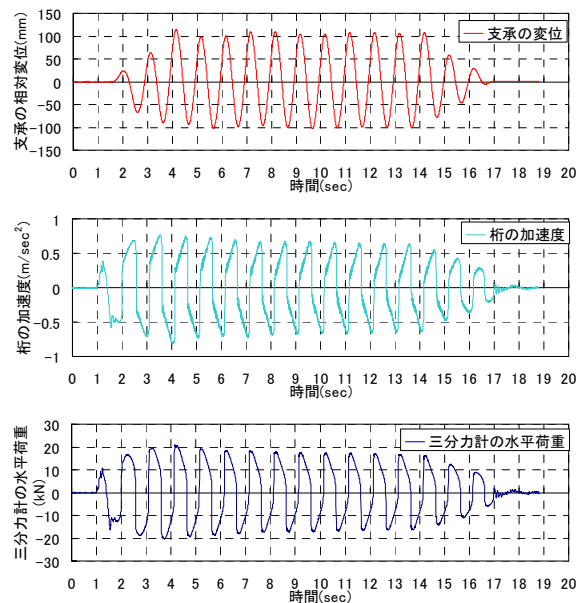 支承の相対変位(mm)
150
100
50
0
-50
-100
-150
支承の変位
0 1 2 3 4 5 6 7 8 9 10 11 12 13 14 15 16 17 18 19 20
時間(sec)
桁の加速度(m/sec²)
1
0.5
0
-0.5
-1
桁の加速度
0 1 2 3 4 5 6 7 8 9 10 11 12 13 14 15 16 17 18 19 20
時間(sec)
三分力計の水平荷重
(kN)
30
20
10
0
-10
-20
-30
三分力計の水平荷重
0 1 2 3 4 5 6 7 8 9 10 11 12 13 14 15 16 17 18 19 20
時間(sec)